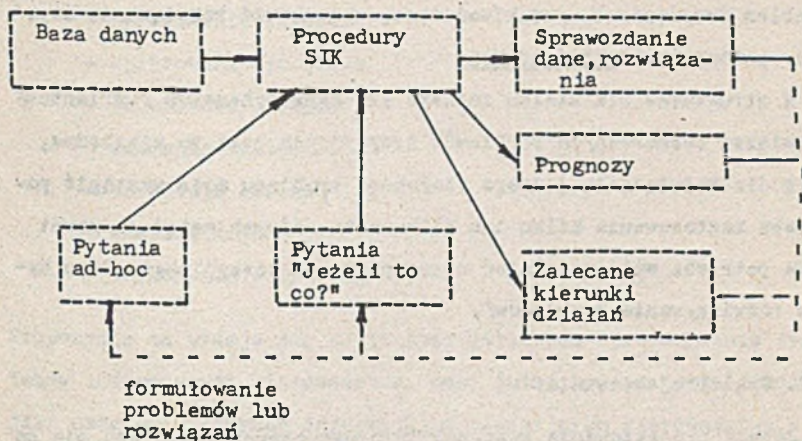 Baza danych
Procedury
SIK
Sprawozdanie
dane,rozwiąza-
nia
Prognozy
Pytania
ad-hoc
Pytania
"Jeżeli to
co?"
Zalecane
kierunki
działań
formułowanie
problemów lub
rozwiązań